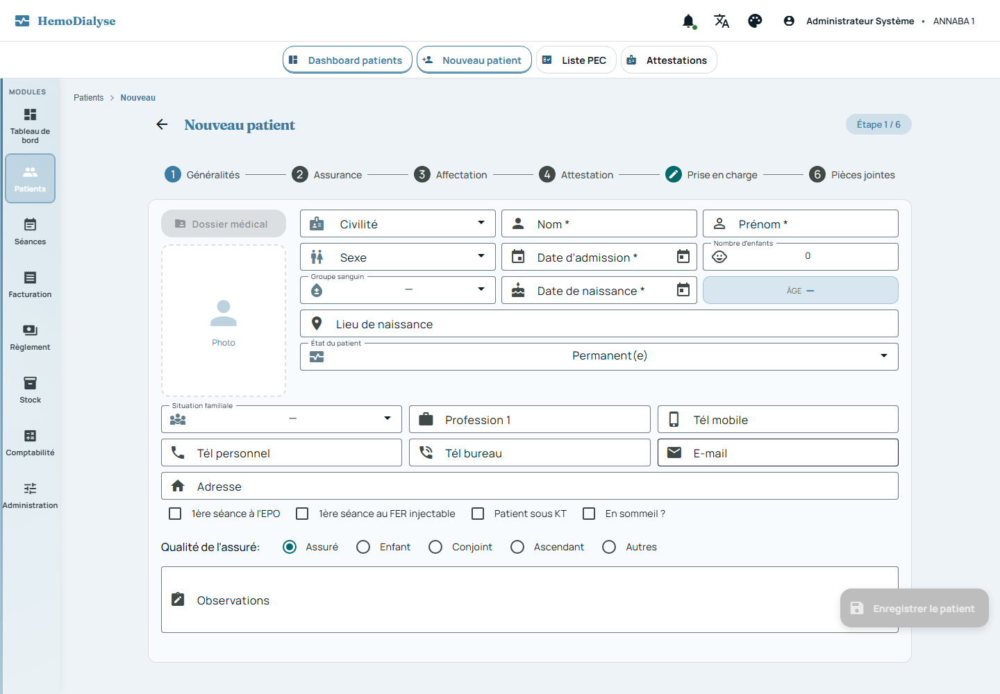 HemoDialyse
Administrateur Système • ANNABA 1
Dashboard patients
Nouveau patient
Liste PEC
Attestations
MODULES
Tableau de
bord
Patients
Séances
Facturation
Règlement
Stock
Comptabilité
Administration
Patients > Nouveau
Nouveau patient
Étape 1 / 6
1 Généralités
2 Assurance
3 Affectation
4 Attestation
Prise en charge
6 Pièces jointes
Dossier médical
Photo
Civilité
Nom *
Prénom *
Sexe
Date d'admission *
Nombre d'enfants
0
Groupe sanguin
—
Date de naissance *
ÂGE —
Lieu de naissance
État du patient
Permanent(e)
Situation familiale
—
Profession 1
Tél mobile
Tél personnel
Tél bureau
E-mail
Adresse
1ère séance à l'EPO
1ère séance au FER injectable
Patient sous KT
En sommeil ?
Qualité de l'assuré:
Assuré
Enfant
Conjoint
Ascendant
Autres
Observations
Enregistrer le patient